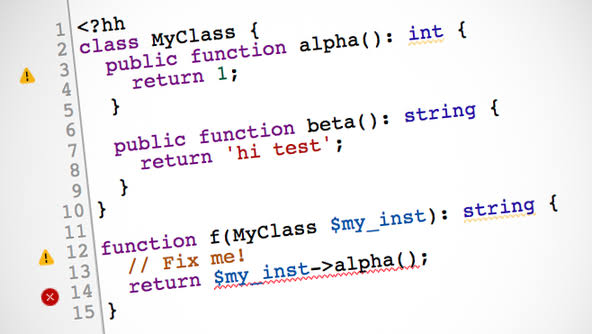 1 <?hh
2 class MyClass {
3 public function alpha(): int {
4 return 1;
5 }
6
7 public function beta(): string {
8 return 'hi test';
9 }
10 }
11
12 function f(MyClass $my_inst): string {
13 // Fix me!
14 return $my_inst->alpha();
15 }